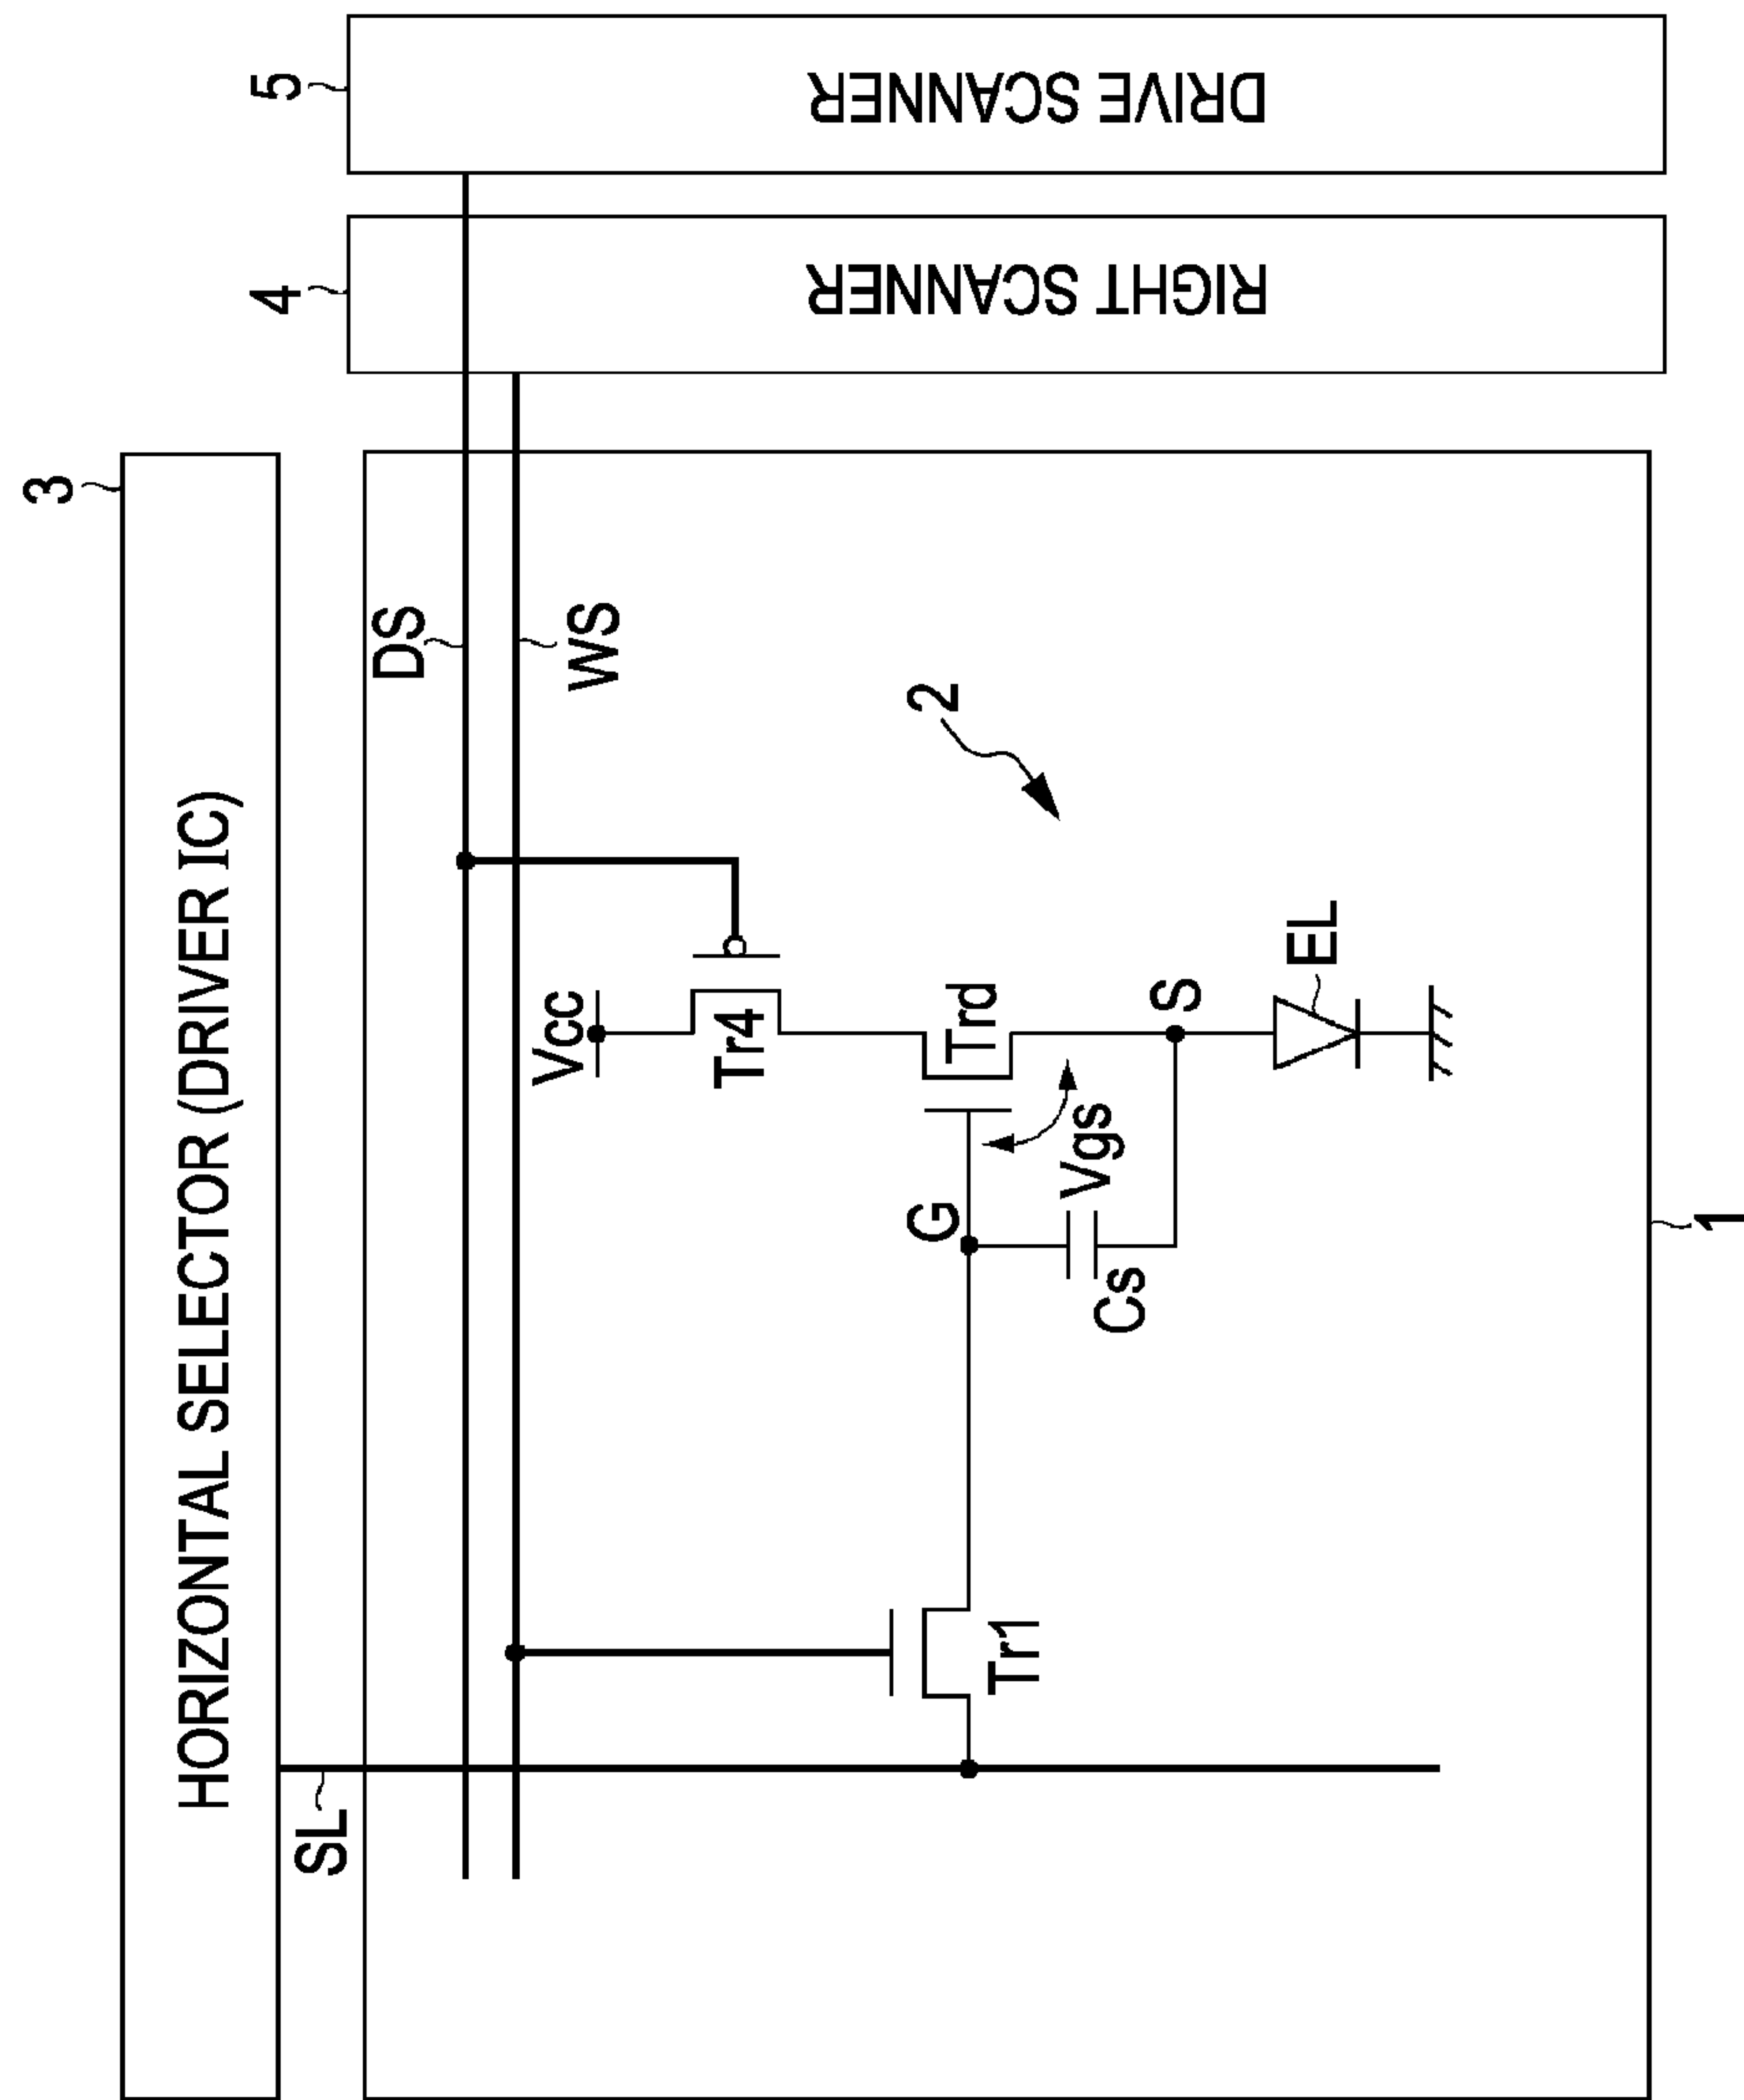 3
HORIZONTAL SELECTOR (DRIVER IC)
5
DRIVE SCANNER
4
RIGHT SCANNER
SL
DS
WS
Vcc
Tr4
2
Trd
G
Vgs
Cs
S
Tr1
EL
1